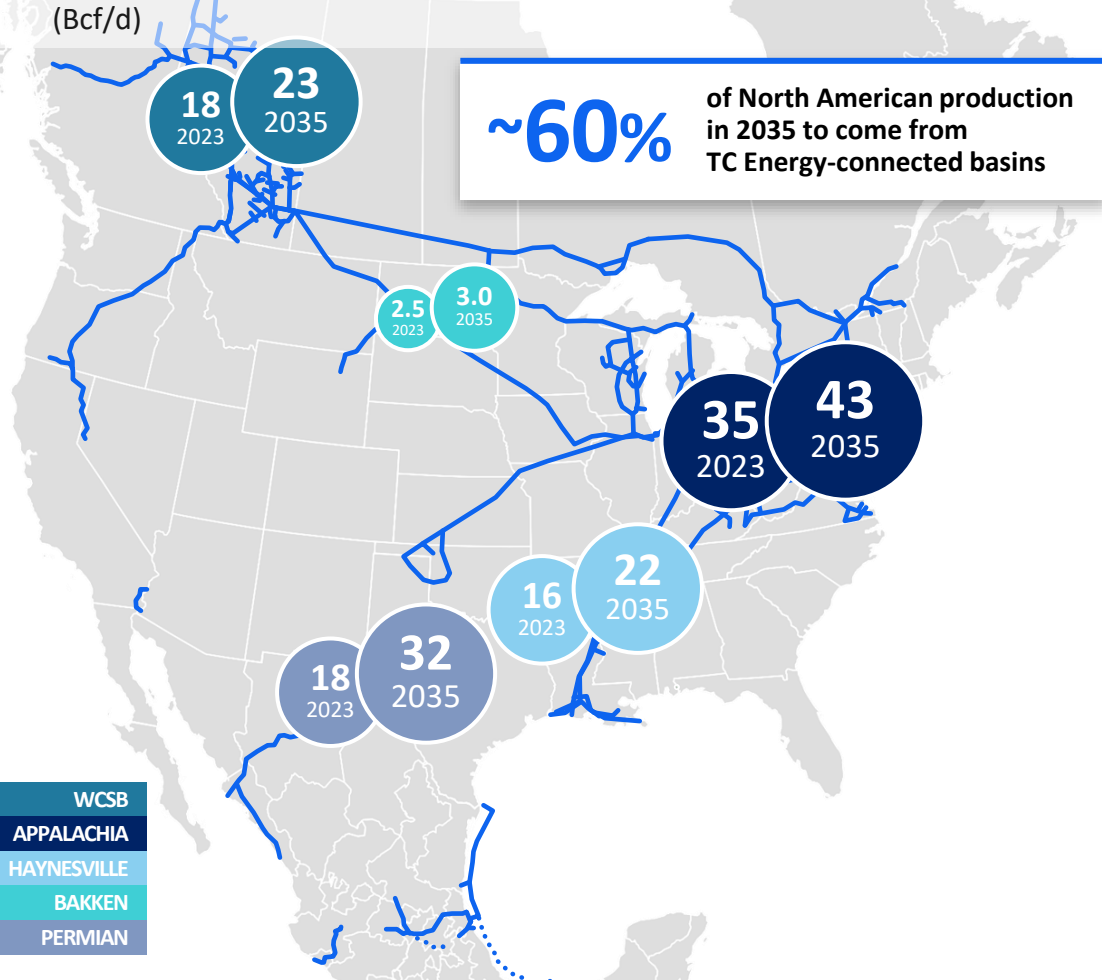 (Bcf/d)
18
2023
23
2035
~60%
of North American production
in 2035 to come from
TC Energy-connected basins
2.5
2023
3.0
2035
35
2023
43
2035
16
2023
22
2035
18
2023
32
2035
WCSB
APPALACHIA
HAYNESVILLE
BAKKEN
PERMIAN